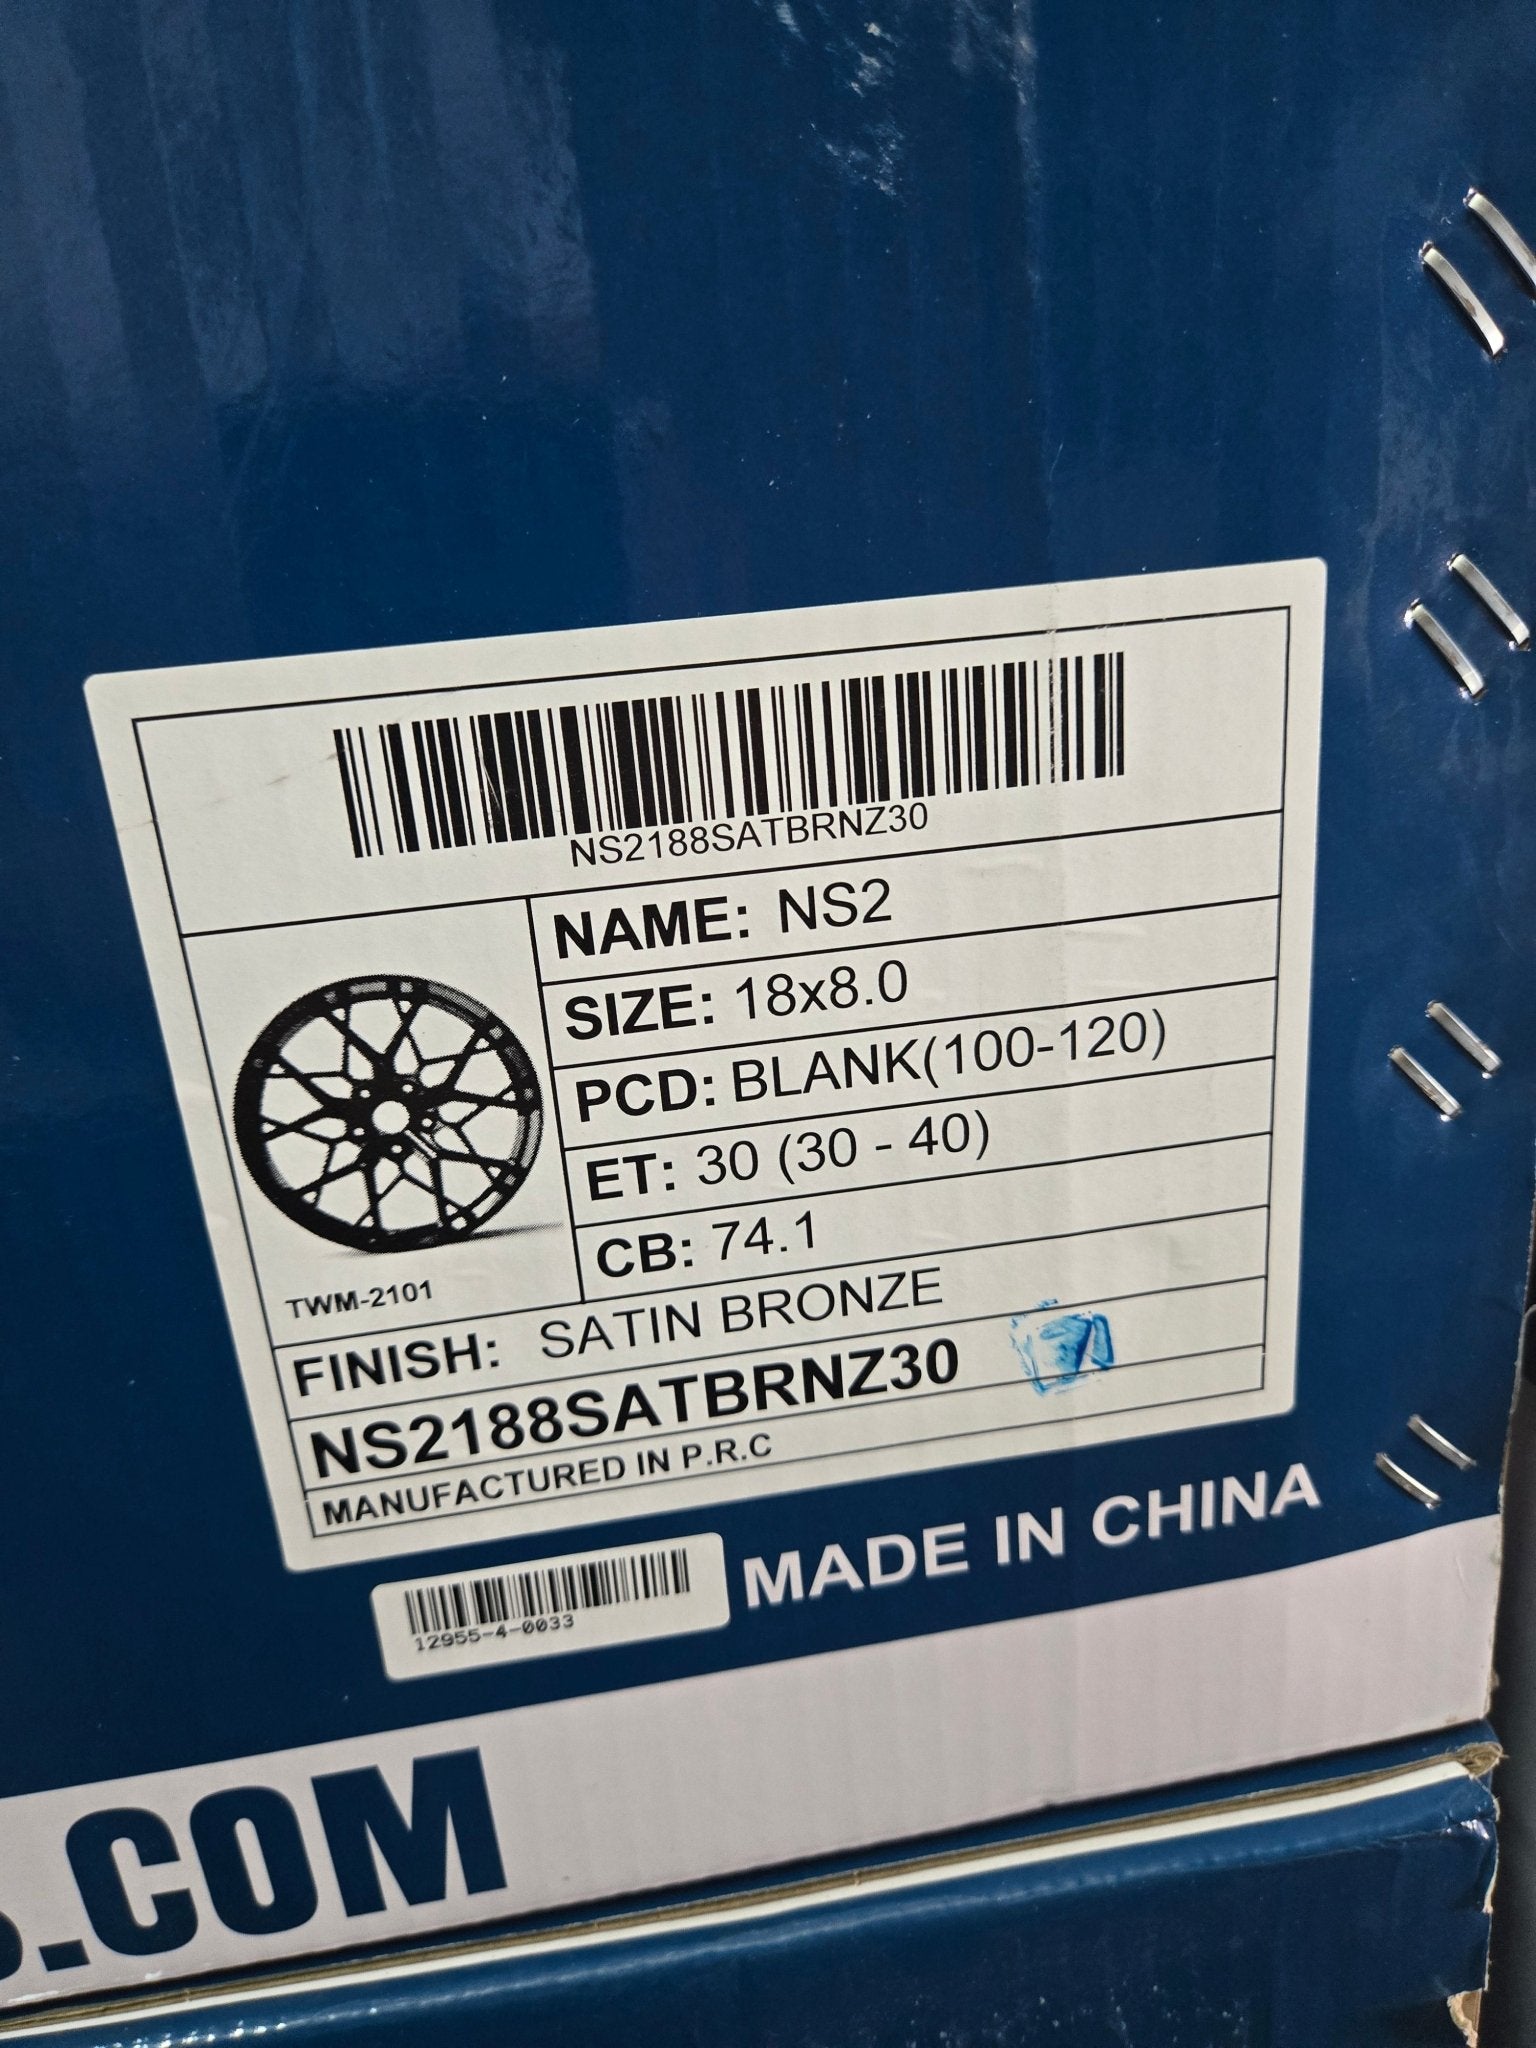 NS2188SATBRNZ30
NAME: NS2
SIZE: 18x8.0
PCD: BLANK(100-120)
ET: 30 (30 - 40)
CB: 74.1
TWM-2101
FINISH: SATIN BRONZE
NS2188SATBRNZ30
MANUFACTURED IN P.R.C
12955-4-0033
MADE IN CHINA
.COM